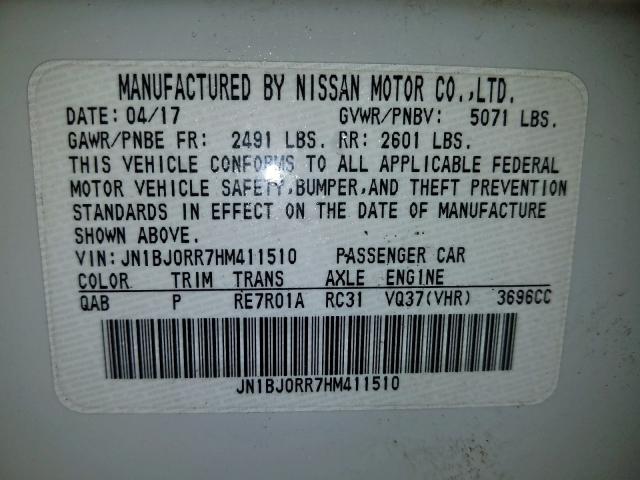 MANUFACTURED BY NISSAN MOTOR CO.,LTD.
DATE: 04/17 GVWR/PNBV: 5071 LBS.
GAWR/PNBE FR: 2491 LBS. RR: 2601 LBS.
THIS VEHICLE CONFORMS TO ALL APPLICABLE FEDERAL
MOTOR VEHICLE SAFETY,BUMPER,AND THEFT PREVENTION
STANDARDS IN EFFECT ON THE DATE OF MANUFACTURE
SHOWN ABOVE.
VIN: JN1BJ0RR7HM411510 PASSENGER CAR
COLOR TRIM TRANS AXLE ENGINE
QAB P RE7R01A RC31 VQ37(VHR) 3696CC
JN1BJ0RR7HM411510